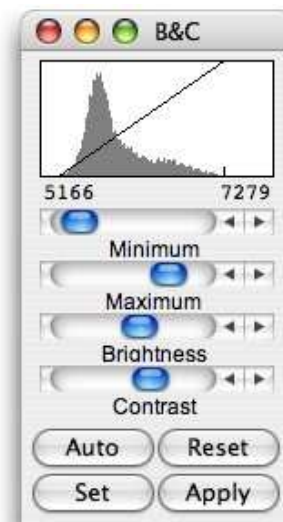 B&C
5166 7279
Minimum
Maximum
Brightness
Contrast
Auto Reset
Set Apply